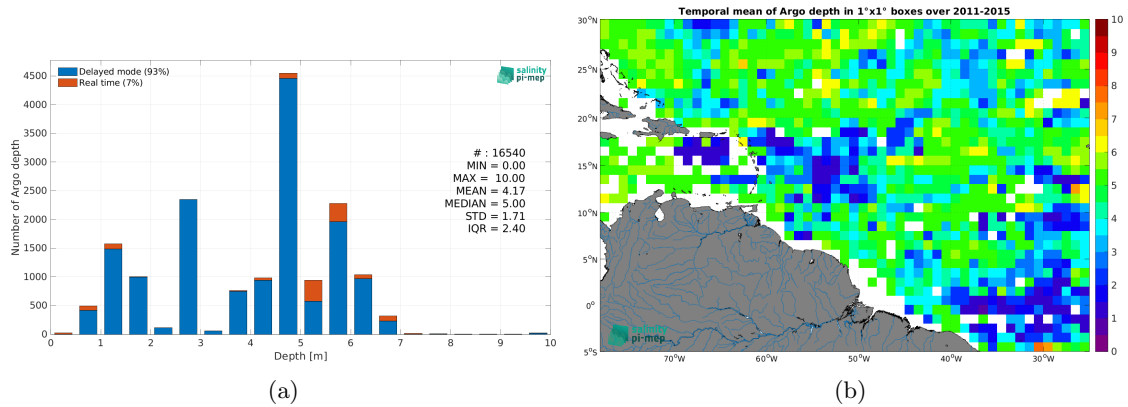 Delayed mode (93%)
Real time (7%)
salinity
pi-mep
Number of Argo depth
4500
4000
3500
3000
2500
2000
1500
1000
500
0
# : 16540
MIN = 0.00
MAX = 10.00
MEAN = 4.17
MEDIAN = 5.00
STD = 1.71
IQR = 2.40
0 1 2 3 4 5 6 7 8 9 10
Depth [m]
(a)
Temporal mean of Argo depth in 1°x1° boxes over 2011-2015
30°N
25°N
20°N
15°N
10°N
5°N
0°
5°S
70°W 60°W 50°W 40°W 30°W
salinity
pi-mep
10
9
8
7
6
5
4
3
2
1
0
(b)